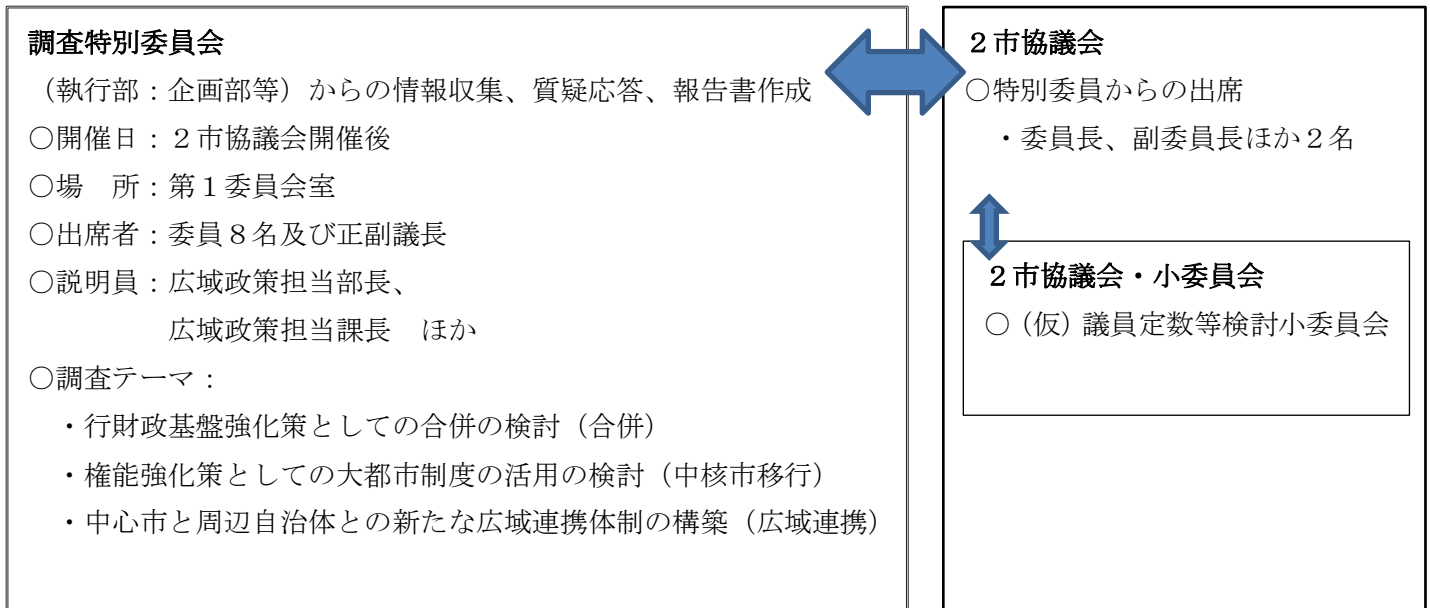 調査特別委員会
（執行部：企画部等）からの情報収集、質疑応答、報告書作成
○開催日：２市協議会開催後
○場　所：第１委員会室
○出席者：委員８名及び正副議長
○説明員：広域政策担当部長、
広域政策担当課長　ほか
○調査テーマ：
・行財政基盤強化策としての合併の検討（合併）
・権能強化策としての大都市制度の活用の検討（中核市移行）
・中心市と周辺自治体との新たな広域連携体制の構築（広域連携）
２市協議会
○特別委員からの出席
・委員長、副委員長ほか２名
２市協議会・小委員会
○（仮）議員定数等検討小委員会